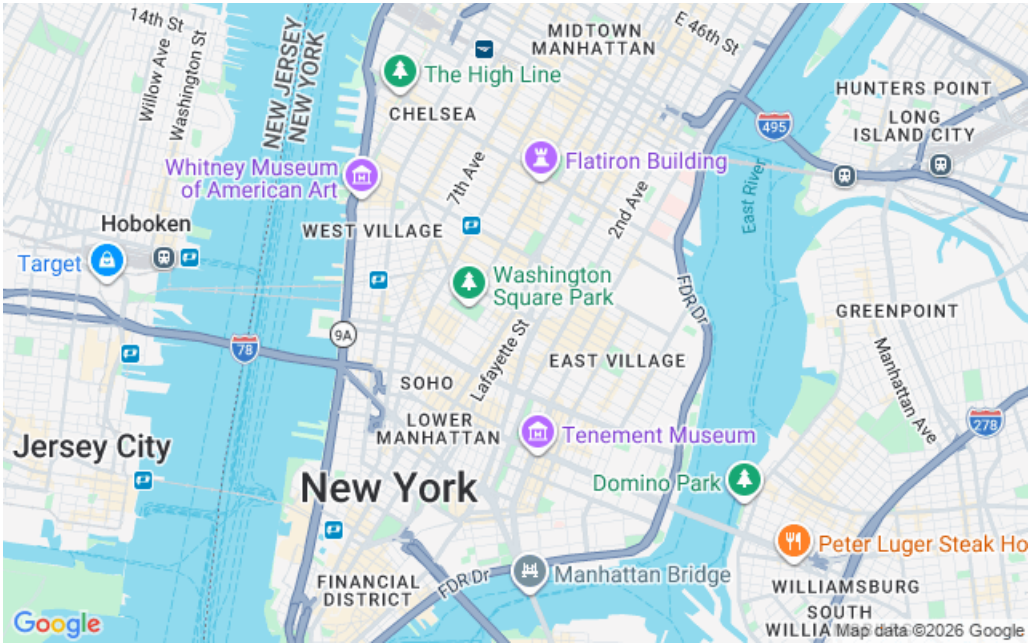 14th St
Willow Ave
Washington St
NEW JERSEY
NEW YORK
7th Ave
MIDTOWN
MANHATTAN
E 46th St
The High Line
CHELSEA
HUNTERS POINT
LONG
ISLAND CITY
495
Whitney Museum
of American Art
7th Ave
Flatiron Building
2nd Ave
East River
Hoboken
WEST VILLAGE
Target
Washington
Square Park
FDR Dr
GREENPOINT
9A
78
Lafayette St
EAST VILLAGE
Manhattan Ave
SOHO
LOWER
MANHATTAN
278
Jersey City
Tenement Museum
New York
Domino Park
Peter Luger Steak Ho
FINANCIAL
DISTRICT
FDR Dr
Manhattan Bridge
WILLIAMSBURG
SOUTH
Google
Map data ©2026 Google